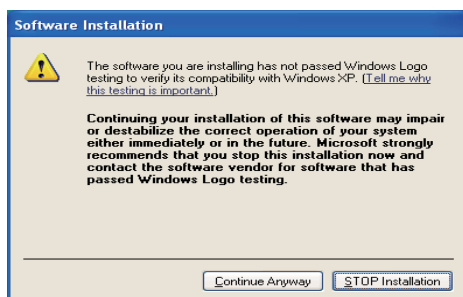 Software Installation
The software you are installing has not passed Windows Logo
testing to verify its compatibility with Windows XP. (Tell me why
this testing is important.)
Continuing your installation of this software may impair
or destabilize the correct operation of your system
either immediately or in the future. Microsoft strongly
recommends that you stop this installation now and
contact the software vendor for software that has
passed Windows Logo testing.
Continue Anyway STOP Installation